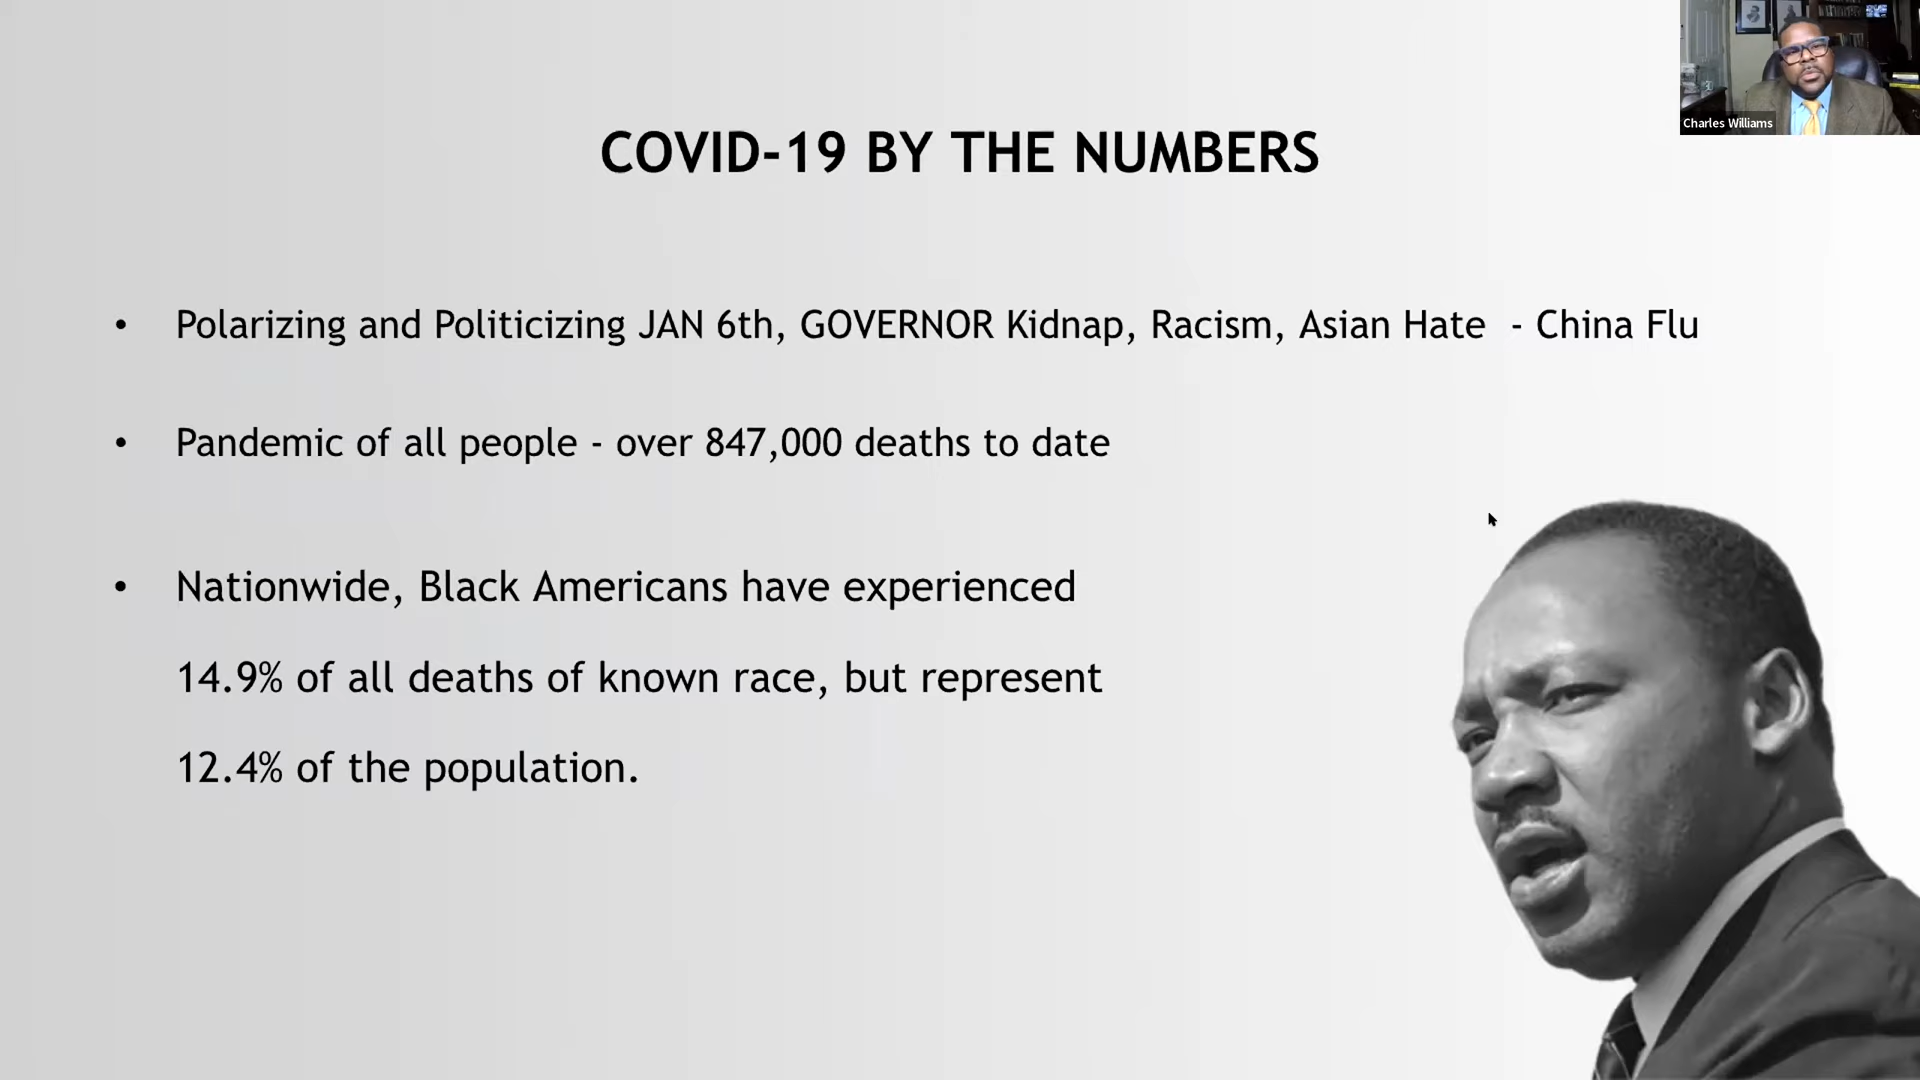 Charles Williams
COVID-19 BY THE NUMBERS
• Polarizing and Politicizing JAN 6th, GOVERNOR Kidnap, Racism, Asian Hate  - China Flu
• Pandemic of all people - over 847,000 deaths to date
• Nationwide, Black Americans have experienced
14.9% of all deaths of known race, but represent
12.4% of the population.